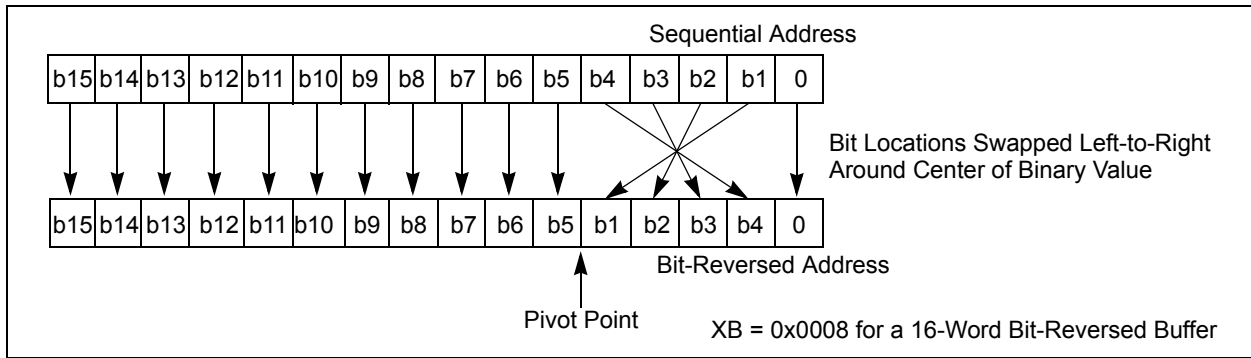 Sequential Address
b15 b14 b13 b12 b11 b10 b9 b8 b7 b6 b5 b4 b3 b2 b1 0
Bit Locations Swapped Left-to-Right
Around Center of Binary Value
b15 b14 b13 b12 b11 b10 b9 b8 b7 b6 b5 b1 b2 b3 b4 0
Bit-Reversed Address
Pivot Point
XB = 0x0008 for a 16-Word Bit-Reversed Buffer